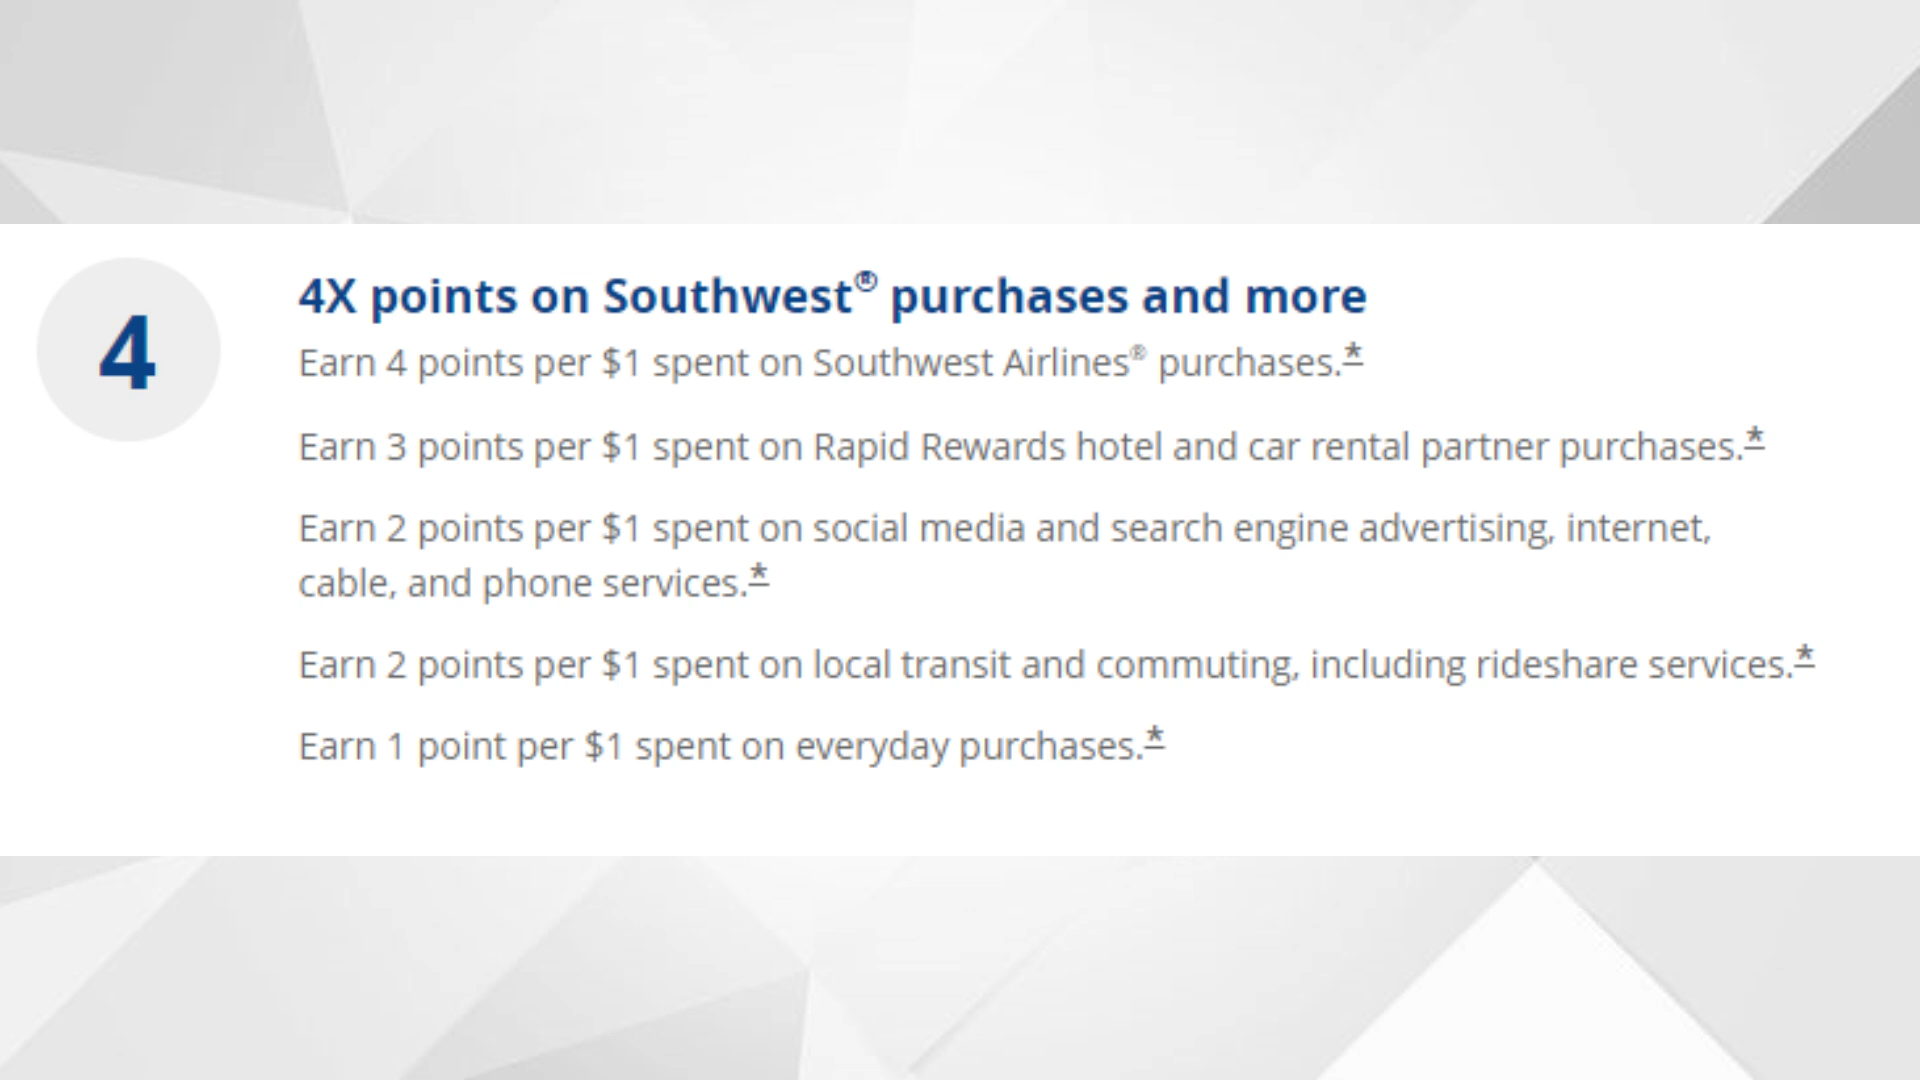 4
4X points on Southwest® purchases and more
Earn 4 points per $1 spent on Southwest Airlines® purchases.*
Earn 3 points per $1 spent on Rapid Rewards hotel and car rental partner purchases.*
Earn 2 points per $1 spent on social media and search engine advertising, internet,
cable, and phone services.*
Earn 2 points per $1 spent on local transit and commuting, including rideshare services.*
Earn 1 point per $1 spent on everyday purchases.*